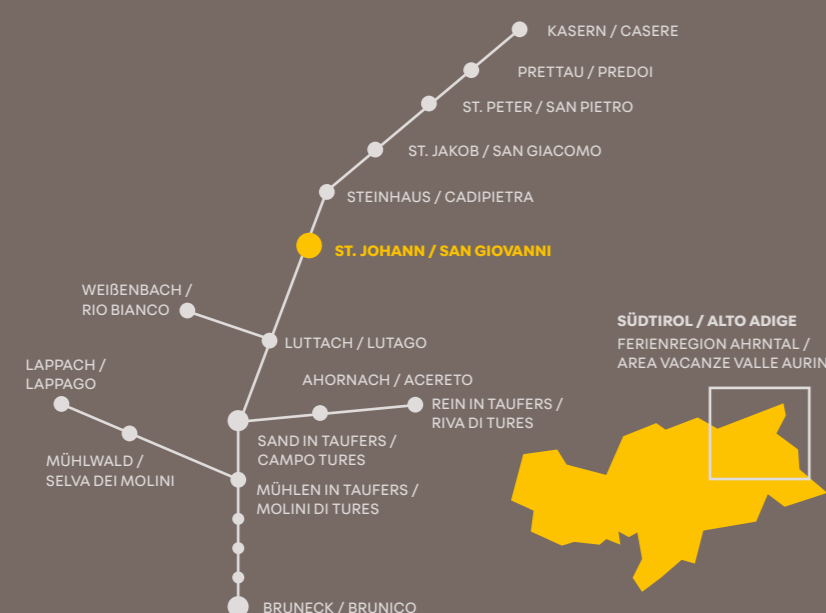 KASERN / CASERE
PRETTAU / PREDOI
ST. PETER / SAN PIETRO
ST. JAKOB / SAN GIACOMO
STEINHAUS / CADIPIETRA
ST. JOHANN / SAN GIOVANNI
WEIßENBACH /
RIO BIANCO
LUTTACH / LUTAGO
LAPPACH /
LAPPAGO
AHORNACH / ACERETO
REIN IN TAUFERS /
RIVA DI TURES
SAND IN TAUFERS /
CAMPO TURES
MÜHLWALD /
SELVA DEI MOLINI
MÜHLEN IN TAUFERS /
MOLINI DI TURES
BRUNECK / BRUNICO
SÜDTIROL / ALTO ADIGE
FERIENREGION AHRNTAL /
AREA VACANZE VALLE AURIN